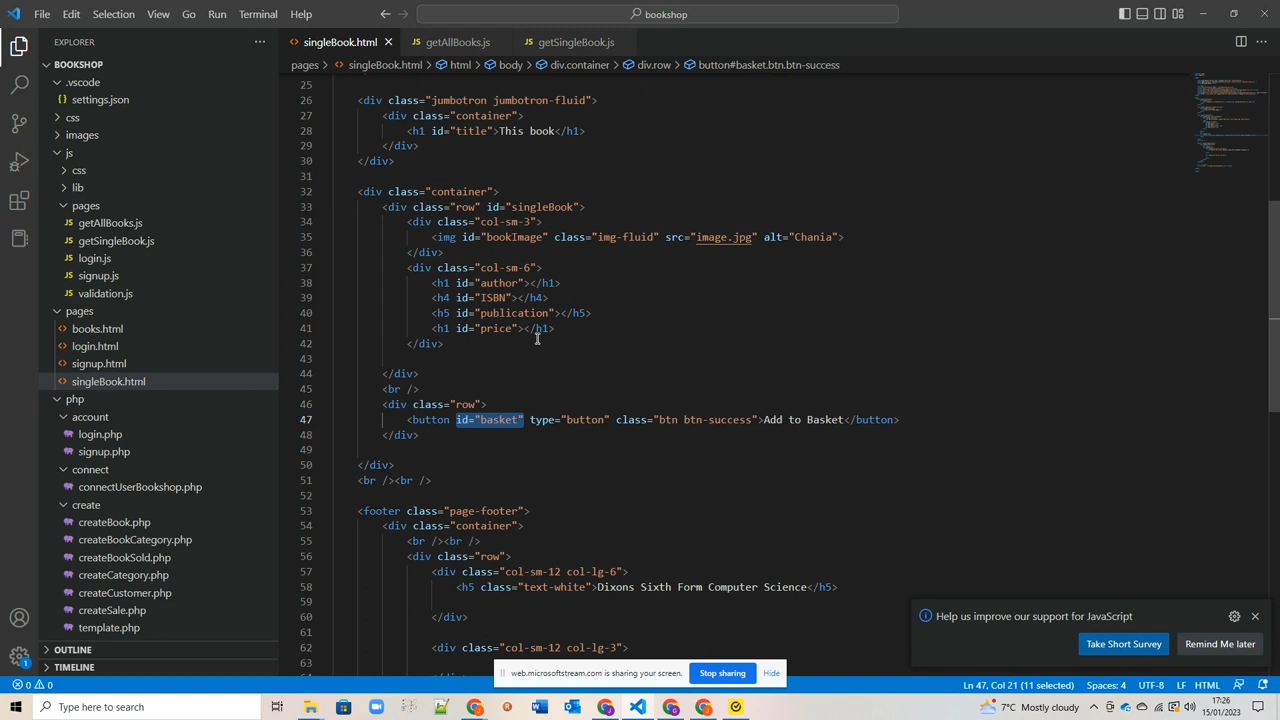 File Edit Selection View Go Run Terminal Help
bookshop
EXPLORER
BOOKSHOP
.vscode
settings.json
css
images
js
css
lib
pages
getAllBooks.js
getSingleBook.js
login.js
signup.js
validation.js
pages
books.html
login.html
signup.html
singleBook.html
php
account
login.php
signup.php
connect
connectUserBookshop.php
create
createBook.php
createBookCategory.php
createBookSold.php
createCategory.php
createCustomer.php
createSale.php
template.php
OUTLINE
TIMELINE
singleBook.html getAllBooks.js getSingleBook.js
pages > singleBook.html > html > body > div.container > div.row > button#basket.btn.btn-success
25
26 <div class="jumbotron jumbotron-fluid">
27 <div class="container">
28 <h1 id="title">This book</h1>
29 </div>
30 </div>
31
32 <div class="container">
33 <div class="row" id="singleBook">
34 <div class="col-sm-3">
35 <img id="bookImage" class="img-fluid" src="image.jpg" alt="Chania">
36 </div>
37 <div class="col-sm-6">
38 <h1 id="author"></h1>
39 <h4 id="ISBN"></h4>
40 <h5 id="publication"></h5>
41 <h1 id="price"></h1>
42 </div>
43
44 </div>
45 <br />
46 <div class="row">
47 <button id="basket" type="button" class="btn btn-success">Add to Basket</button>
48 </div>
49
50 </div>
51 <br /><br />
52
53 <footer class="page-footer">
54 <div class="container">
55 <br /><br />
56 <div class="row">
57 <div class="col-sm-12 col-lg-6">
58 <h5 class="text-white">Dixons Sixth Form Computer Science</h5>
59
60 </div>
61
62 <div class="col-sm-12 col-lg-3">
63
Help us improve our support for JavaScript
Take Short Survey Remind Me later
web.microsoftstream.com is sharing your screen. Stop sharing Hide
1
0 0 Ln 47, Col 21 (11 selected) Spaces: 4 UTF-8 LF HTML
Type here to search
7°C Mostly cloudy
17:26
15/01/2023